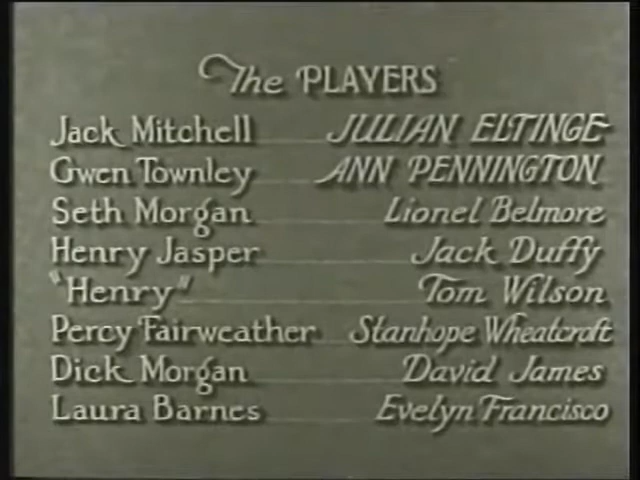 The PLAYERS
Jack Mitchell JULIAN ELTINGE
Gwen Townley ANN PENNINGTON
Seth Morgan Lionel Belmore
Henry Jasper Jack Duffy
"Henry" Tom Wilson
Percy Fairweather Stanhope Wheatcroft
Dick Morgan David James
Laura Barnes Evelyn Francisco